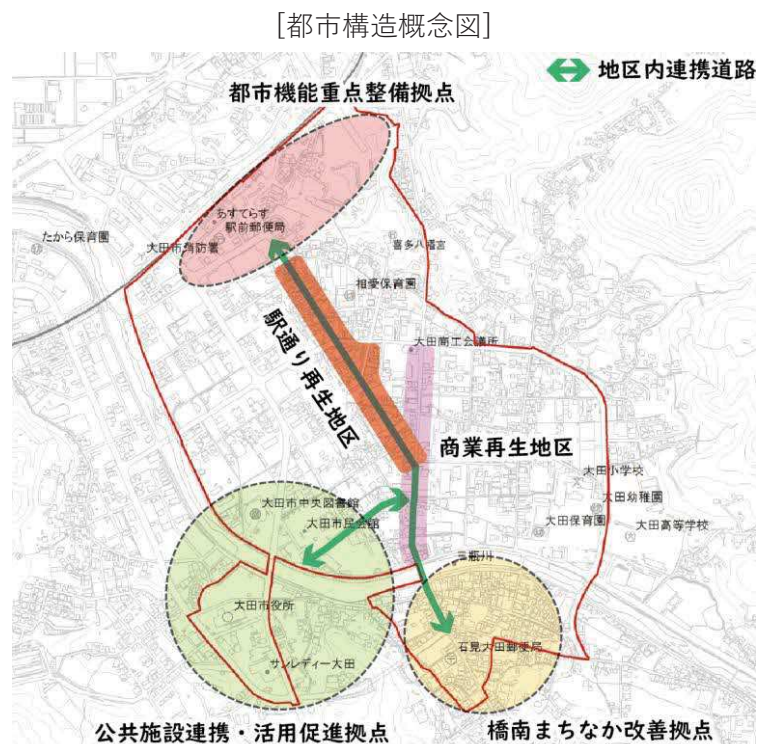 [都市構造概念図]
地区内連携道路
都市機能重点整備拠点
あすてらす
駅前郵便局
たから保育園
大田市消防署
喜多八幡宮
相愛保育園
大田商工会議所
駅通り再生地区
商業再生地区
大田小学校
大田市中央図書館
大田幼稚園
大田市民会館
大田保育園
大田高等学校
三瓶川
大田市役所
石見大田郵便局
サンレディー大田
公共施設連携・活用促進拠点
橋南まちなか改善拠点